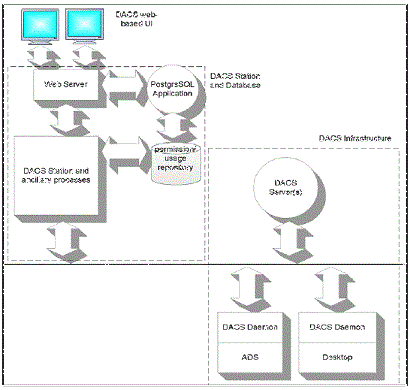 DACS web-
based UI
Web Server
PostgrsSQL
Application
DACS Station
and Database
permission/
usage
repository
DACS Station and
ancillary processes
DACS Infrastructure
DACS
Server(s)
DACS Daemon
ADS
DACS Daemon
Desktop